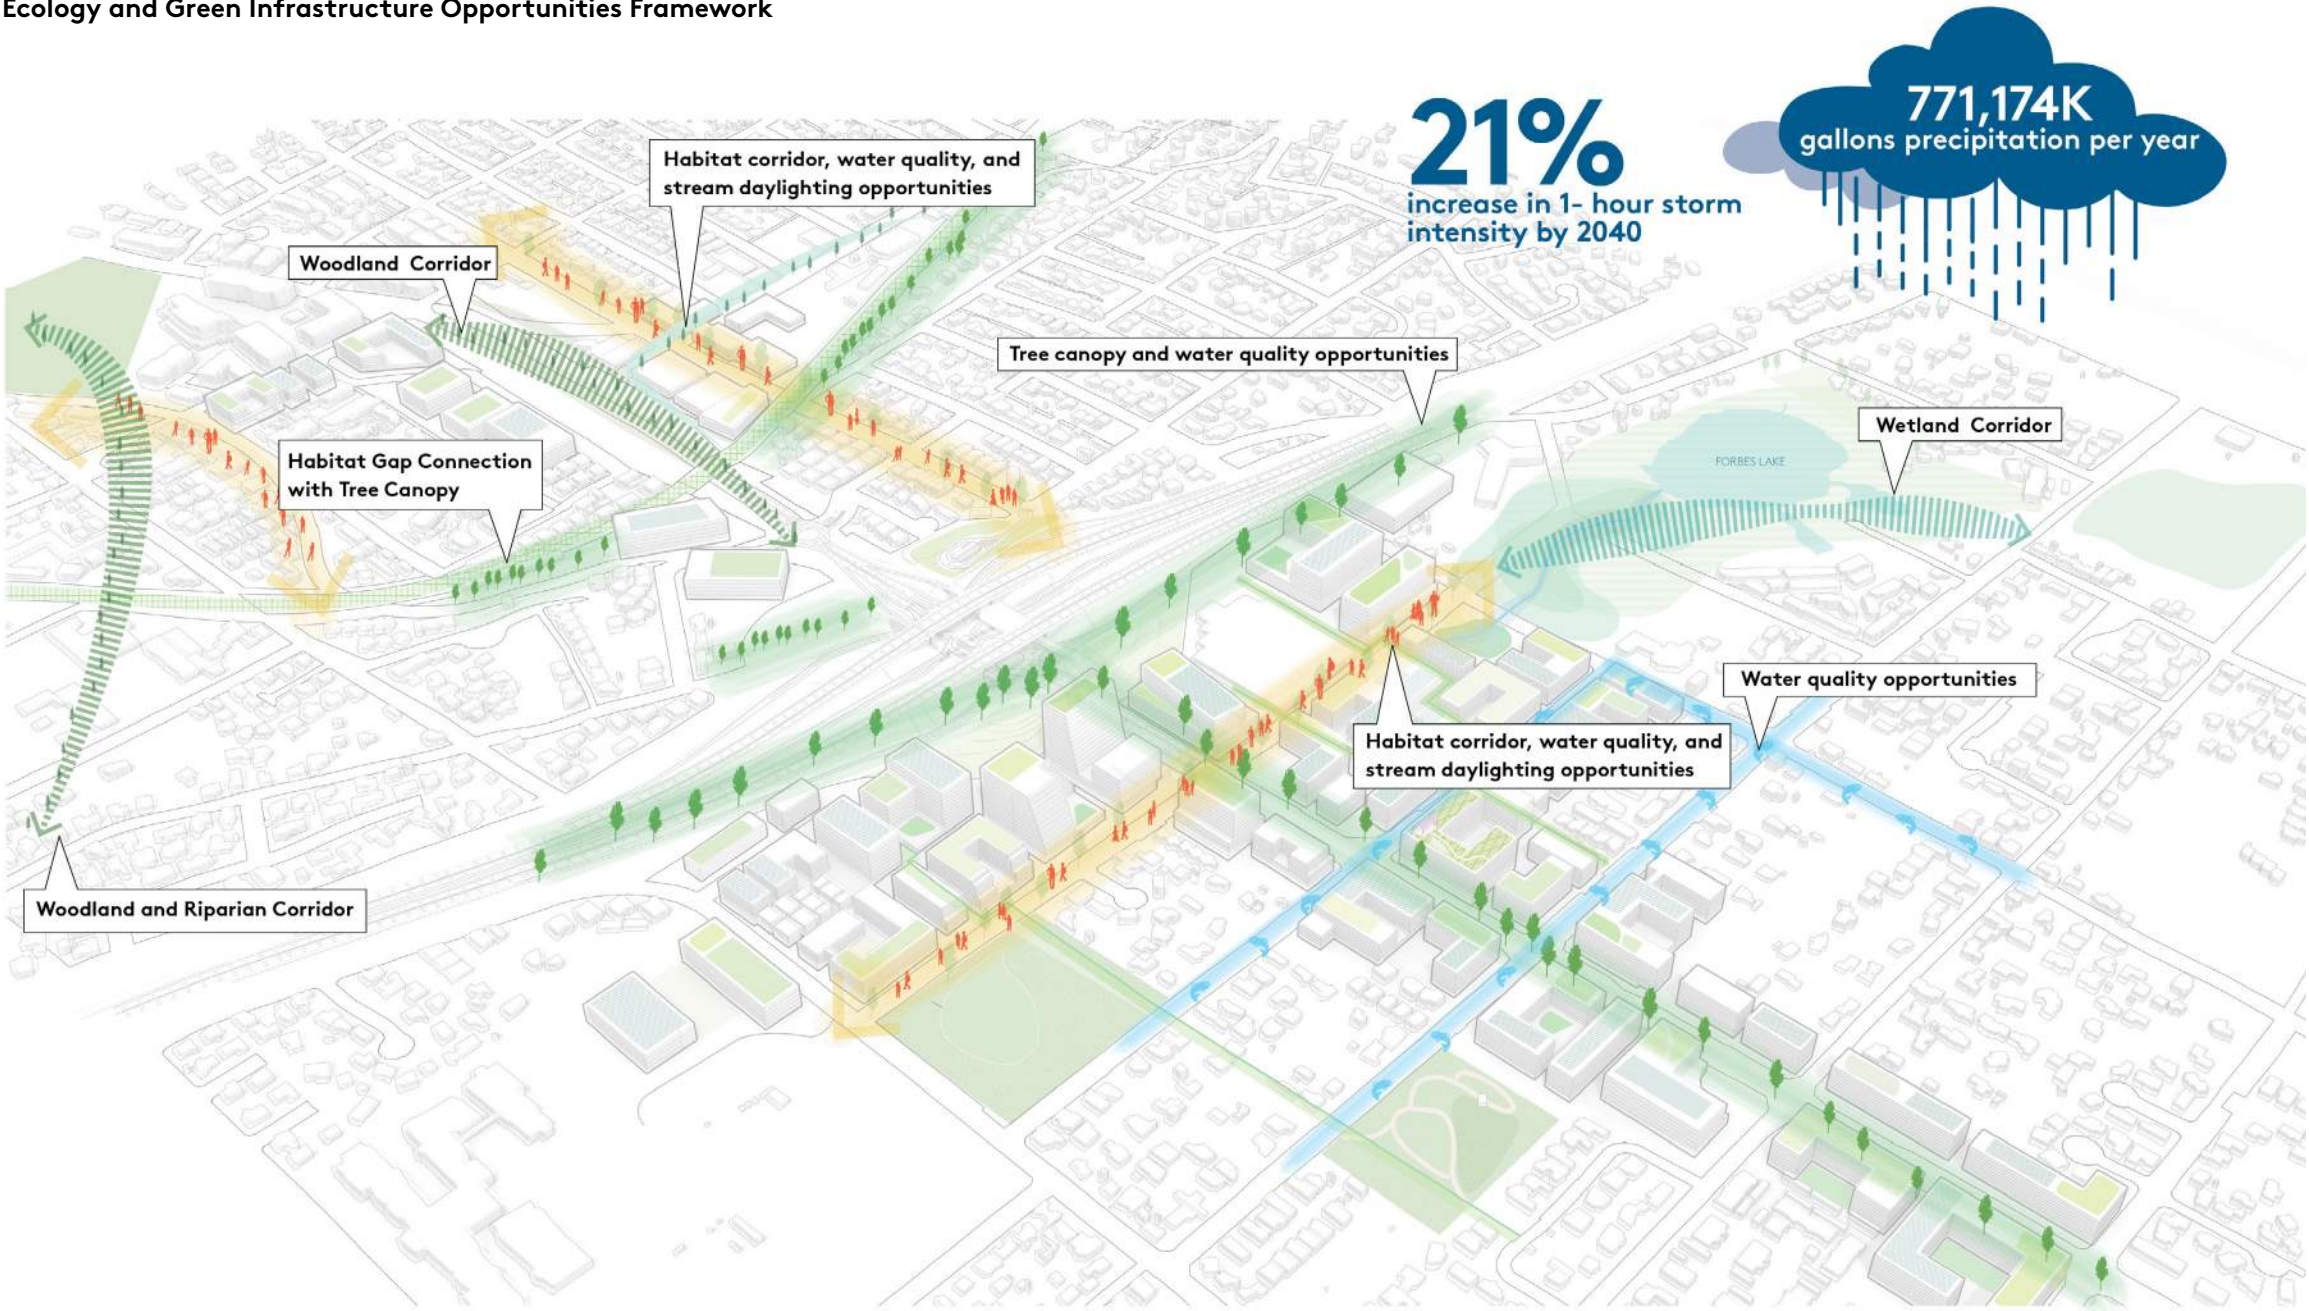 Ecology and Green Infrastructure Opportunities Framework
771,174K
gallons precipitation per year
21%
increase in 1- hour storm
intensity by 2040
Habitat corridor, water quality, and
stream daylighting opportunities
Woodland Corridor
Tree canopy and water quality opportunities
Wetland Corridor
FORBES LAKE
Habitat Gap Connection
with Tree Canopy
Water quality opportunities
Habitat corridor, water quality, and
stream daylighting opportunities
Woodland and Riparian Corridor